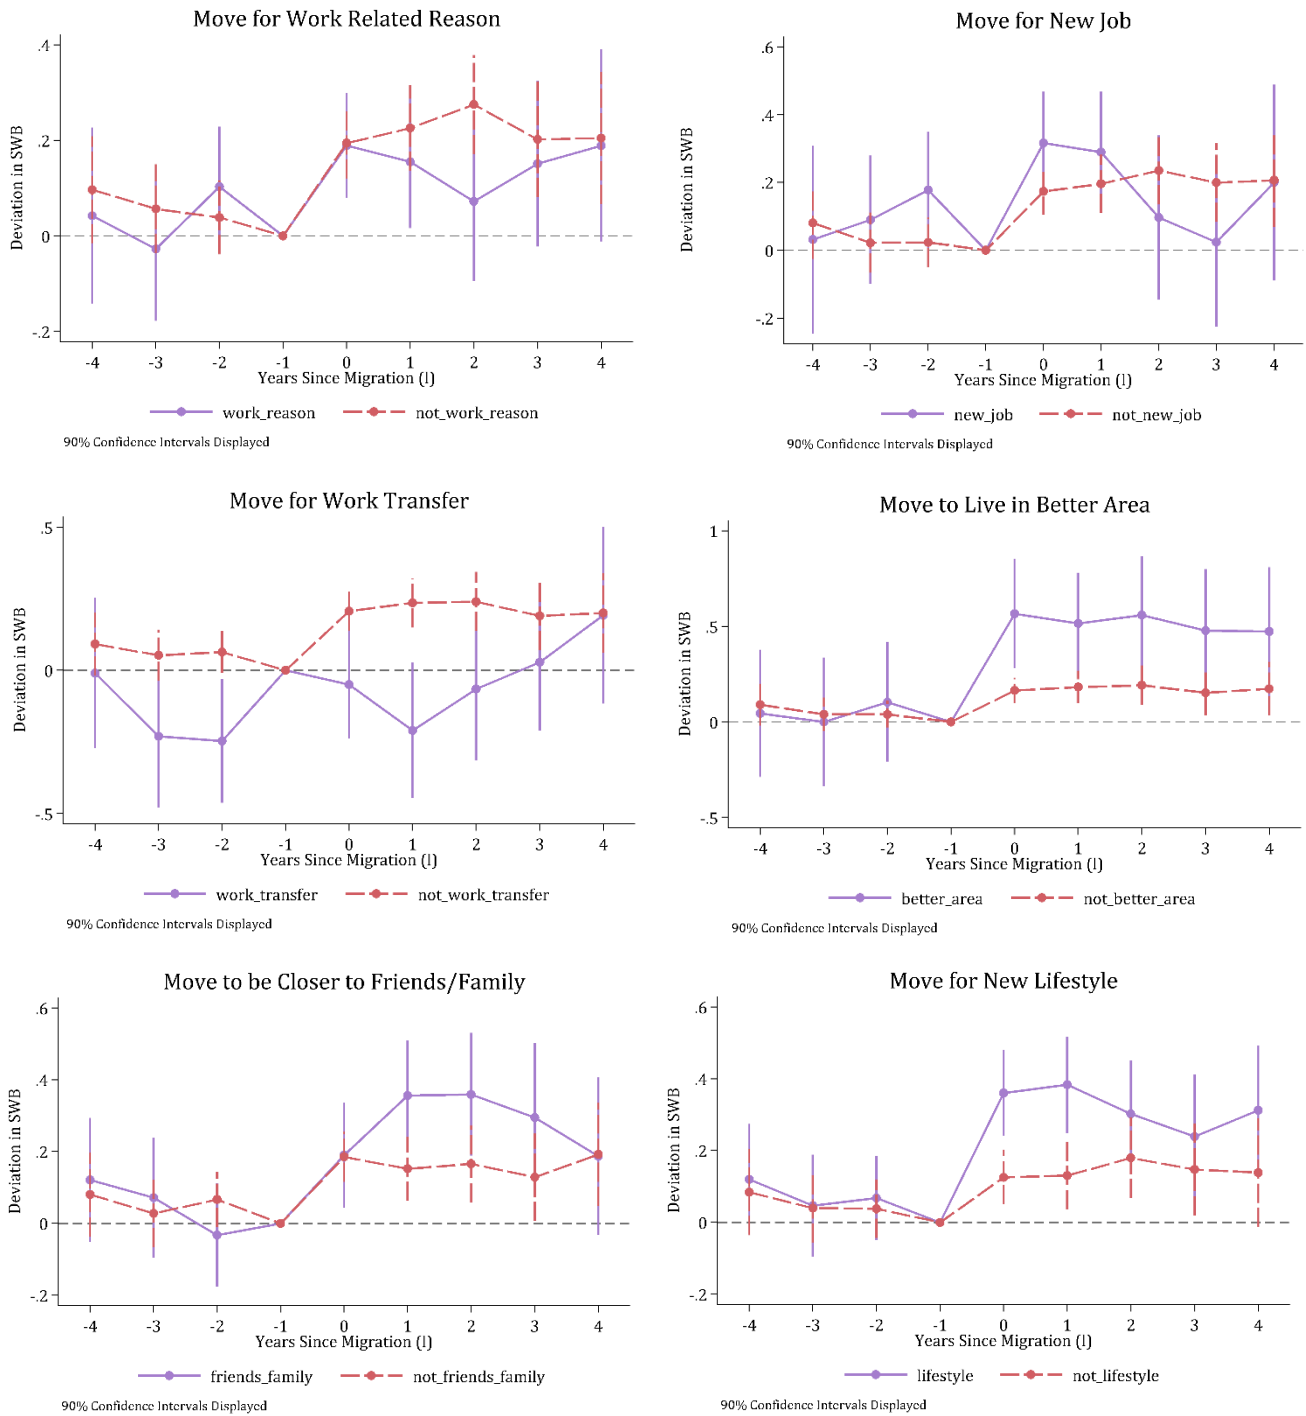 Move for Work Related Reason
Deviation in SWB
.4
.2
0
-.2
-4 -3 -2 -1 0 1 2 3 4
Years Since Migration (l)
work_reason not_work_reason
90% Confidence Intervals Displayed
Move for New Job
Deviation in SWB
.6
.4
.2
0
-.2
-4 -3 -2 -1 0 1 2 3 4
Years Since Migration (l)
new_job not_new_job
90% Confidence Intervals Displayed
Move for Work Transfer
Deviation in SWB
.5
0
-.5
-4 -3 -2 -1 0 1 2 3 4
Years Since Migration (l)
work_transfer not_work_transfer
90% Confidence Intervals Displayed
Move to Live in Better Area
Deviation in SWB
1
.5
0
-.5
-4 -3 -2 -1 0 1 2 3 4
Years Since Migration (l)
better_area not_better_area
90% Confidence Intervals Displayed
Move to be Closer to Friends/Family
Deviation in SWB
.6
.4
.2
0
-.2
-4 -3 -2 -1 0 1 2 3 4
Years Since Migration (l)
friends_family not_friends_family
90% Confidence Intervals Displayed
Move for New Lifestyle
Deviation in SWB
.6
.4
.2
0
-.2
-4 -3 -2 -1 0 1 2 3 4
Years Since Migration (l)
lifestyle not_lifestyle
90% Confidence Intervals Displayed